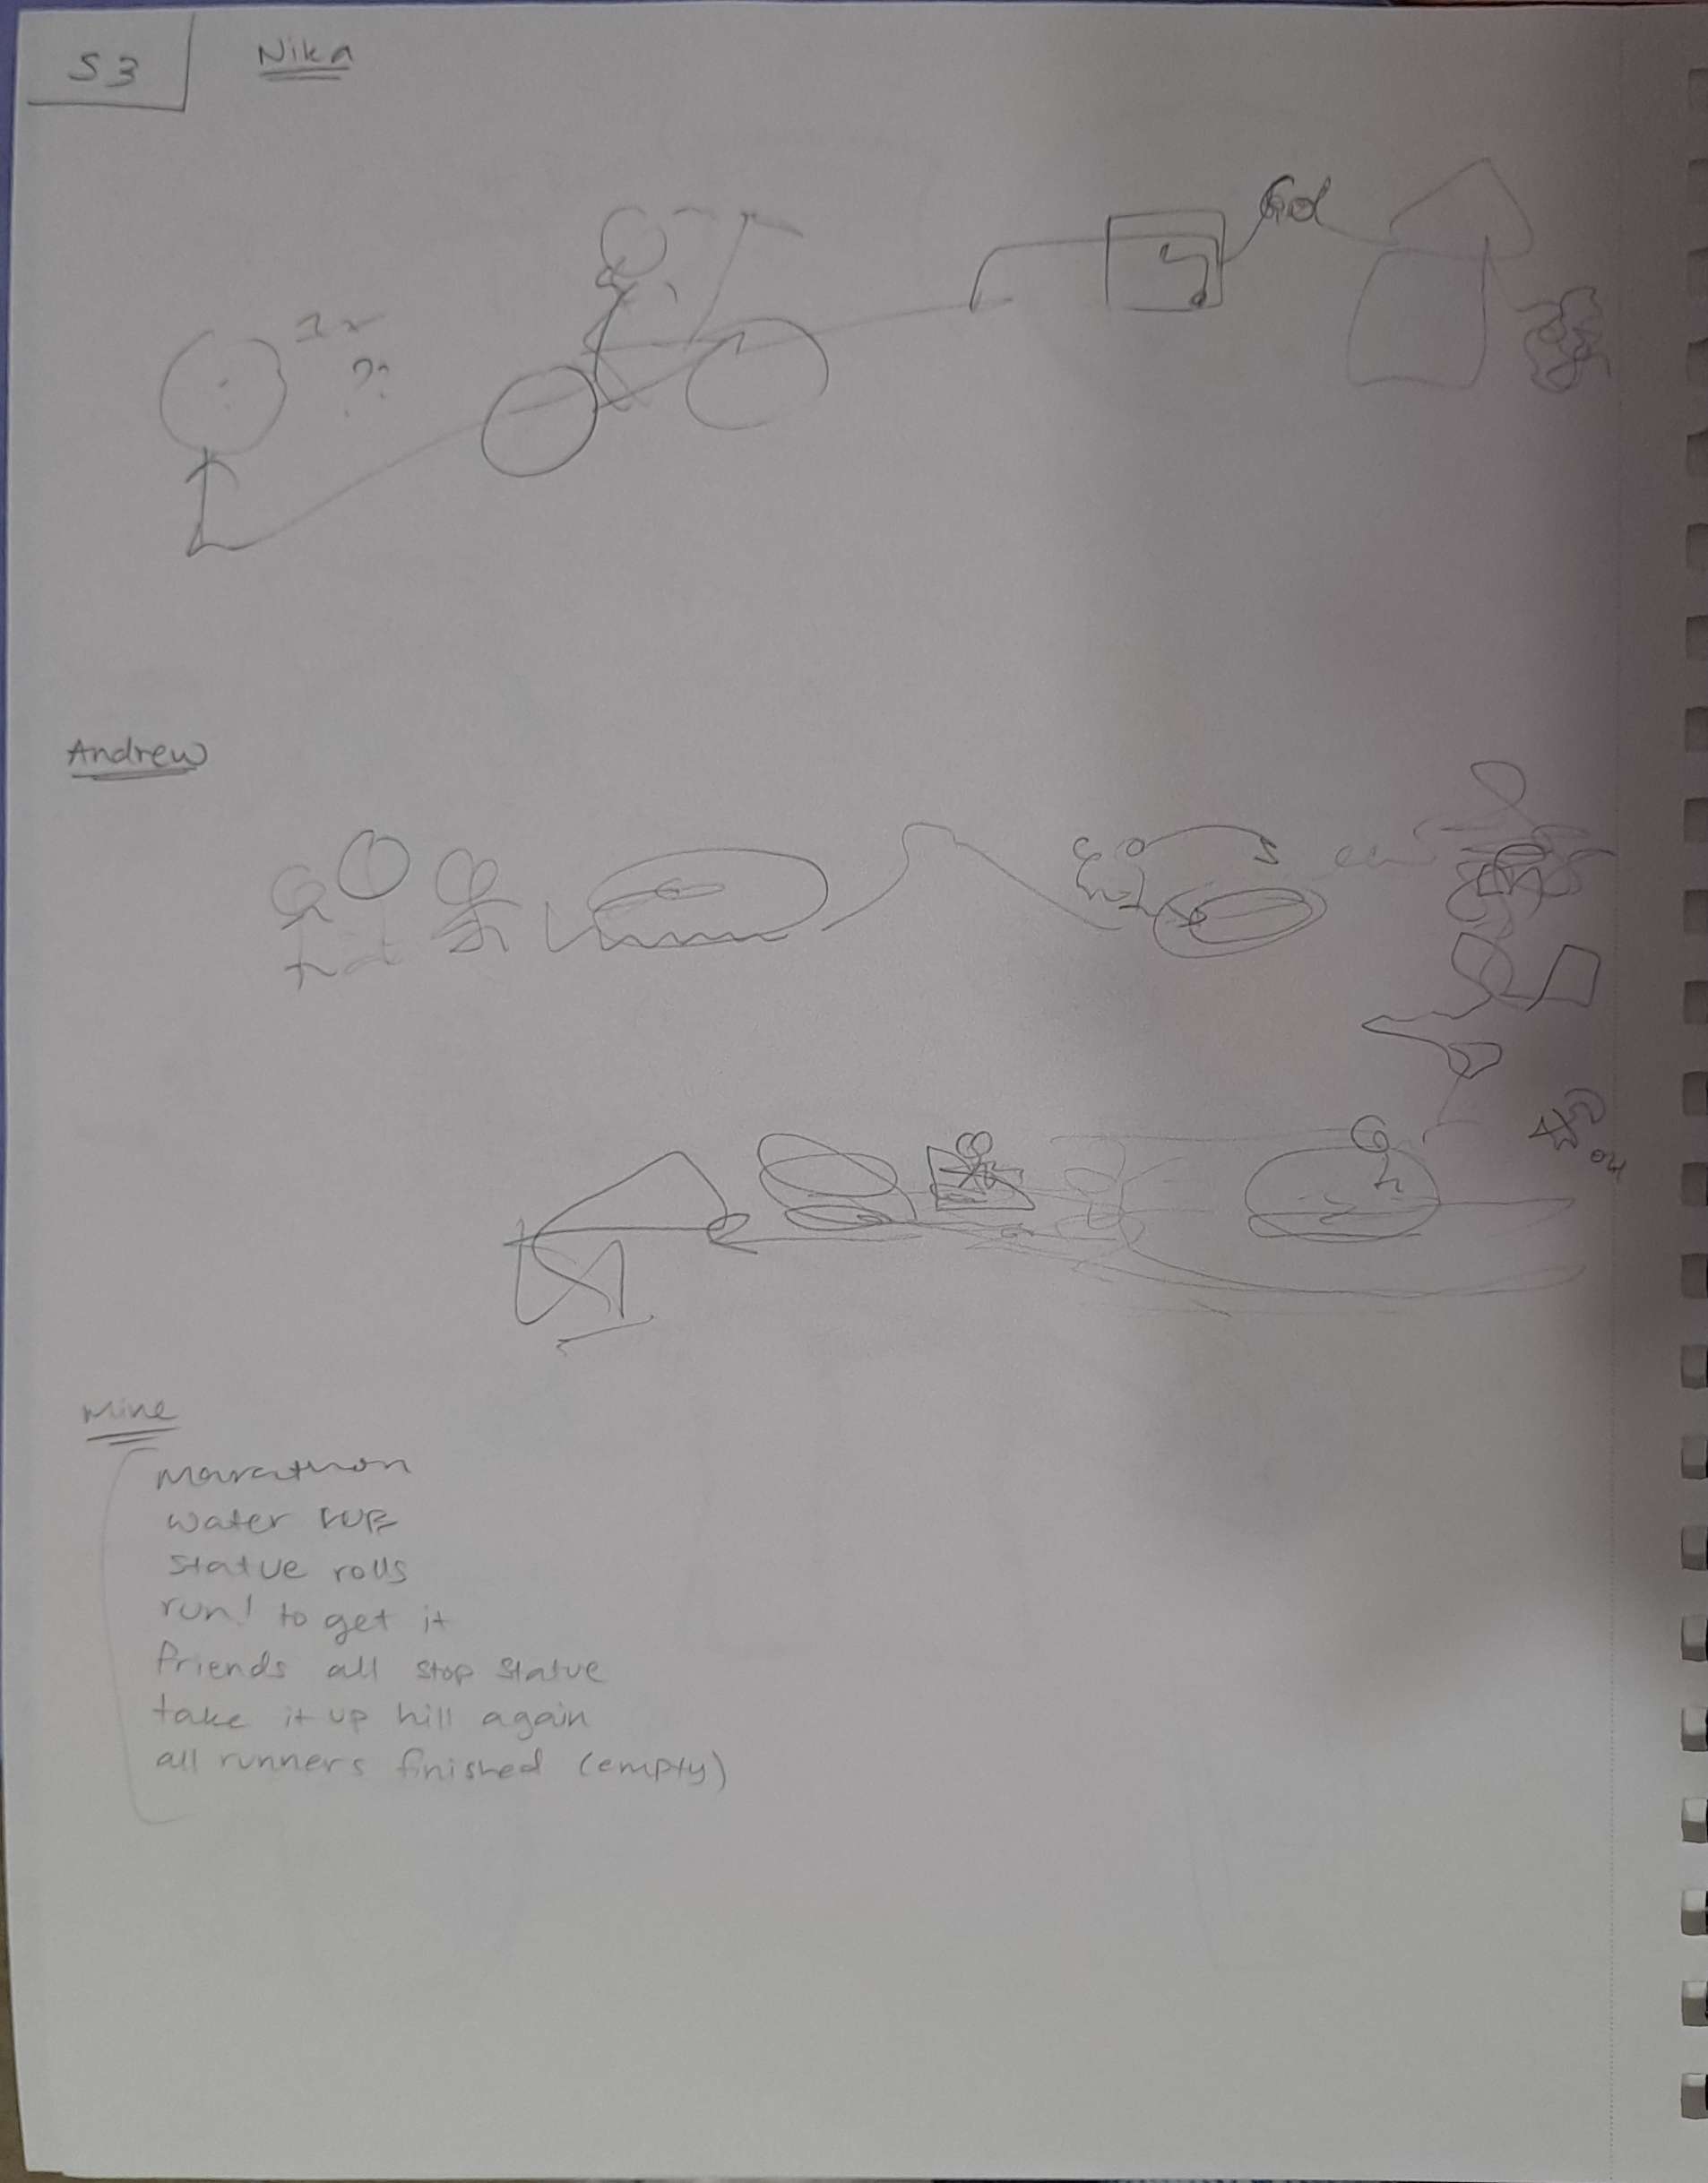 S3
Nika
??
Andrew
Mine
Marathon
water
statue rolls
run! to get it
friends all stop statue
take it up hill again
all runners finished (empty)